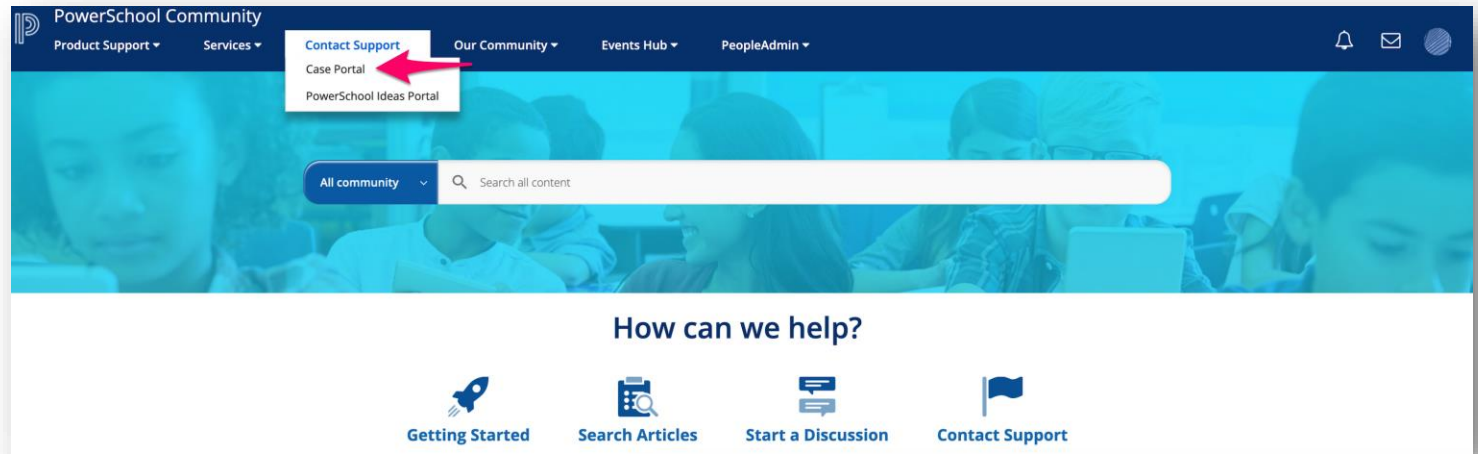 PowerSchool Community
Product Support Services Contact Support Our Community Events Hub PeopleAdmin
Case Portal
PowerSchool Ideas Portal
All community Search all content
How can we help?
Getting Started Search Articles Start a Discussion Contact Support